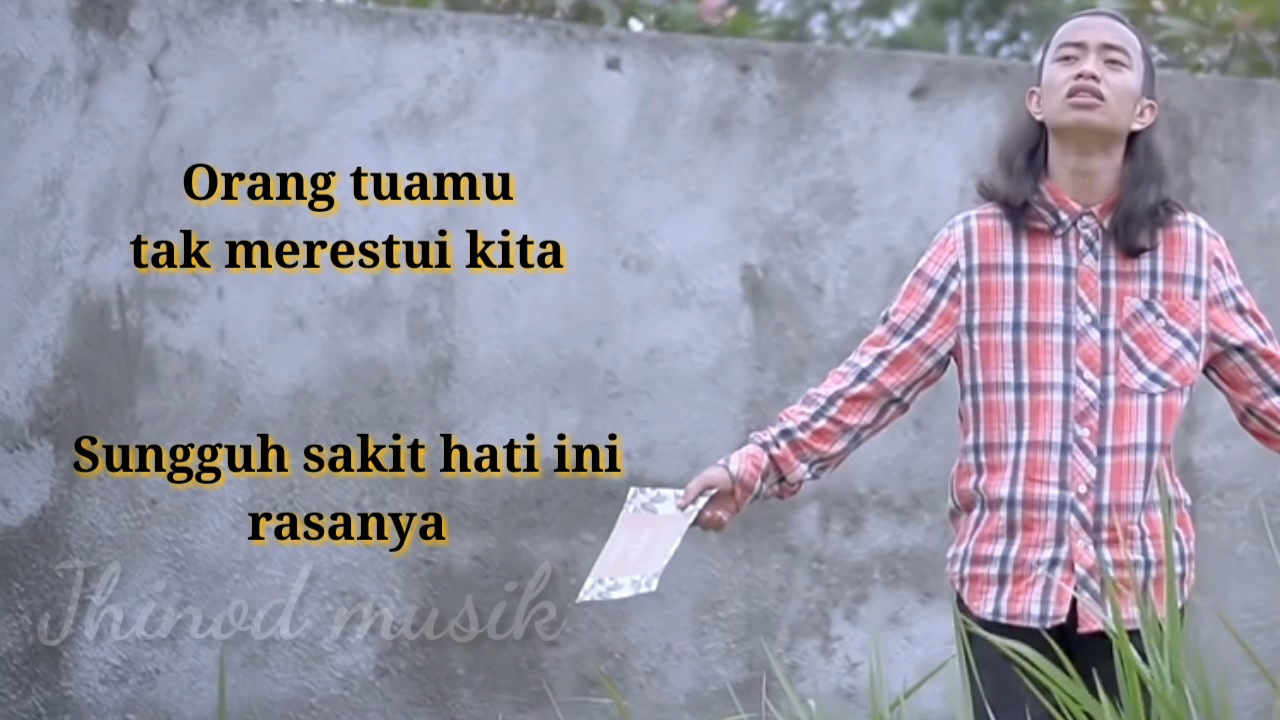 Orang tuamu
tak merestui kita
Sungguh sakit hati ini
rasanya
Jhinod musik